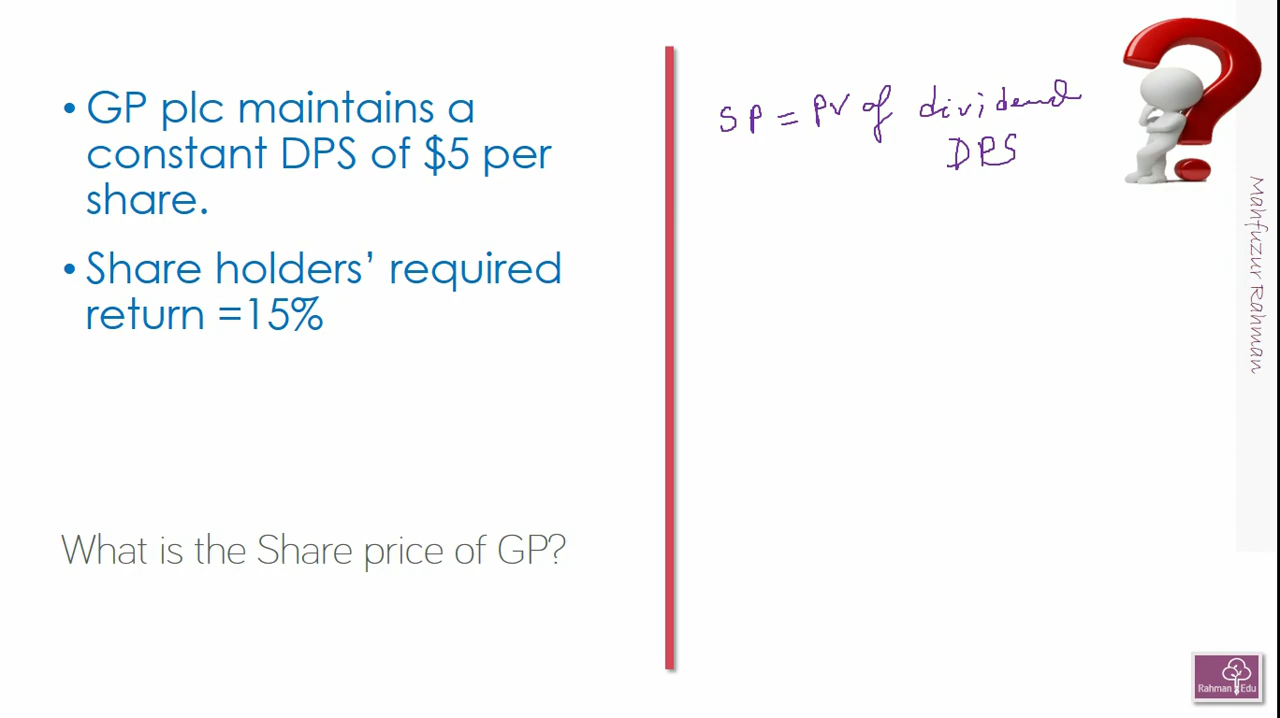 • GP plc maintains a
constant DPS of $5 per
share.
• Share holders’ required
return =15%
What is the Share price of GP?
SP = PV of dividend
DPS
Mahfuzur Rahman
Rahman Edu